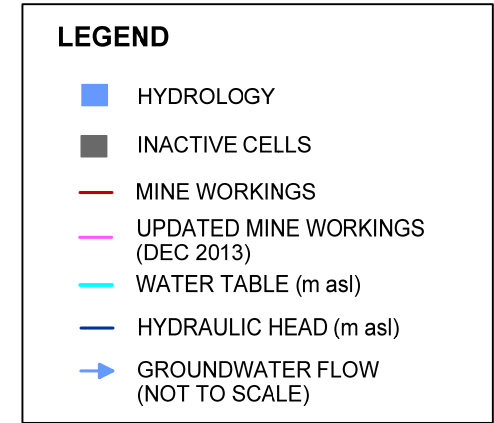 LEGEND
HYDROLOGY
INACTIVE CELLS
MINE WORKINGS
UPDATED MINE WORKINGS
(DEC 2013)
WATER TABLE (m asl)
HYDRAULIC HEAD (m asl)
GROUNDWATER FLOW
(NOT TO SCALE)